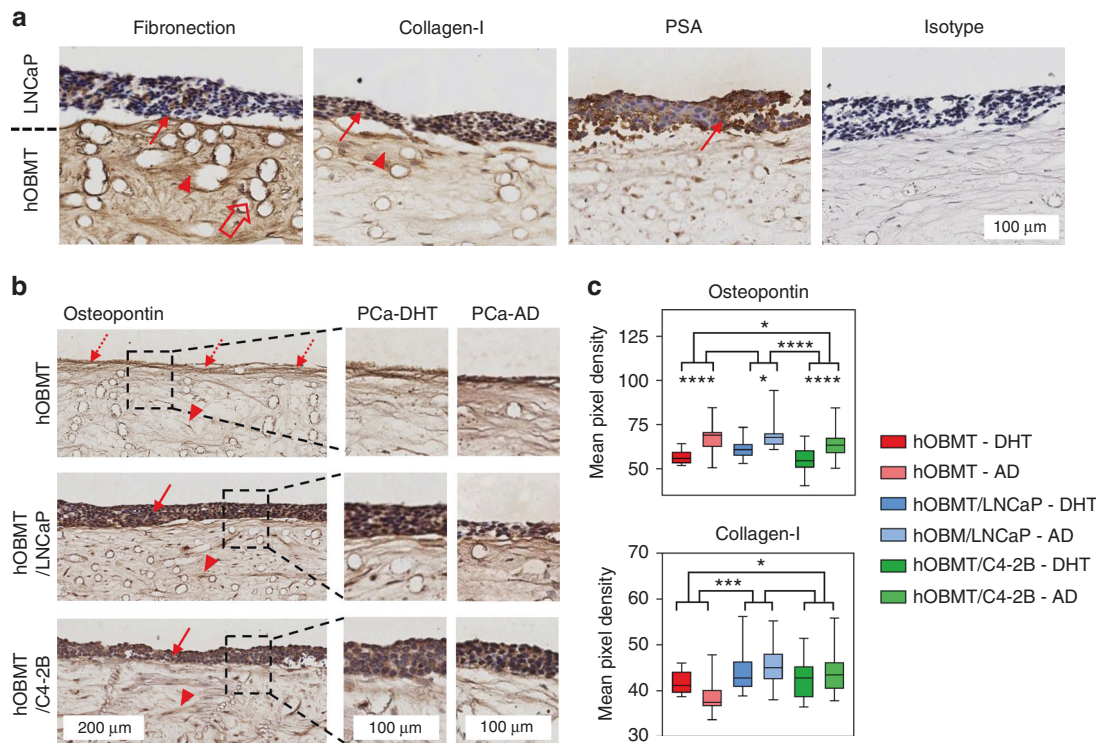 a
Fibronection
Collagen-I
PSA
Isotype
LNCaP
hOBMT
100 μm
b
Osteopontin
PCa-DHT
PCa-AD
hOBMT
hOBMT
/LNCaP
hOBMT
/C4-2B
200 μm
100 μm
100 μm
c
Osteopontin
Mean pixel density
125
100
75
50
*
****
****
*
****
hOBMT - DHT
hOBMT - AD
hOBMT/LNCaP - DHT
hOBM/LNCaP - AD
hOBMT/C4-2B - DHT
hOBMT/C4-2B - AD
Collagen-I
Mean pixel density
70
60
50
40
30
*
***